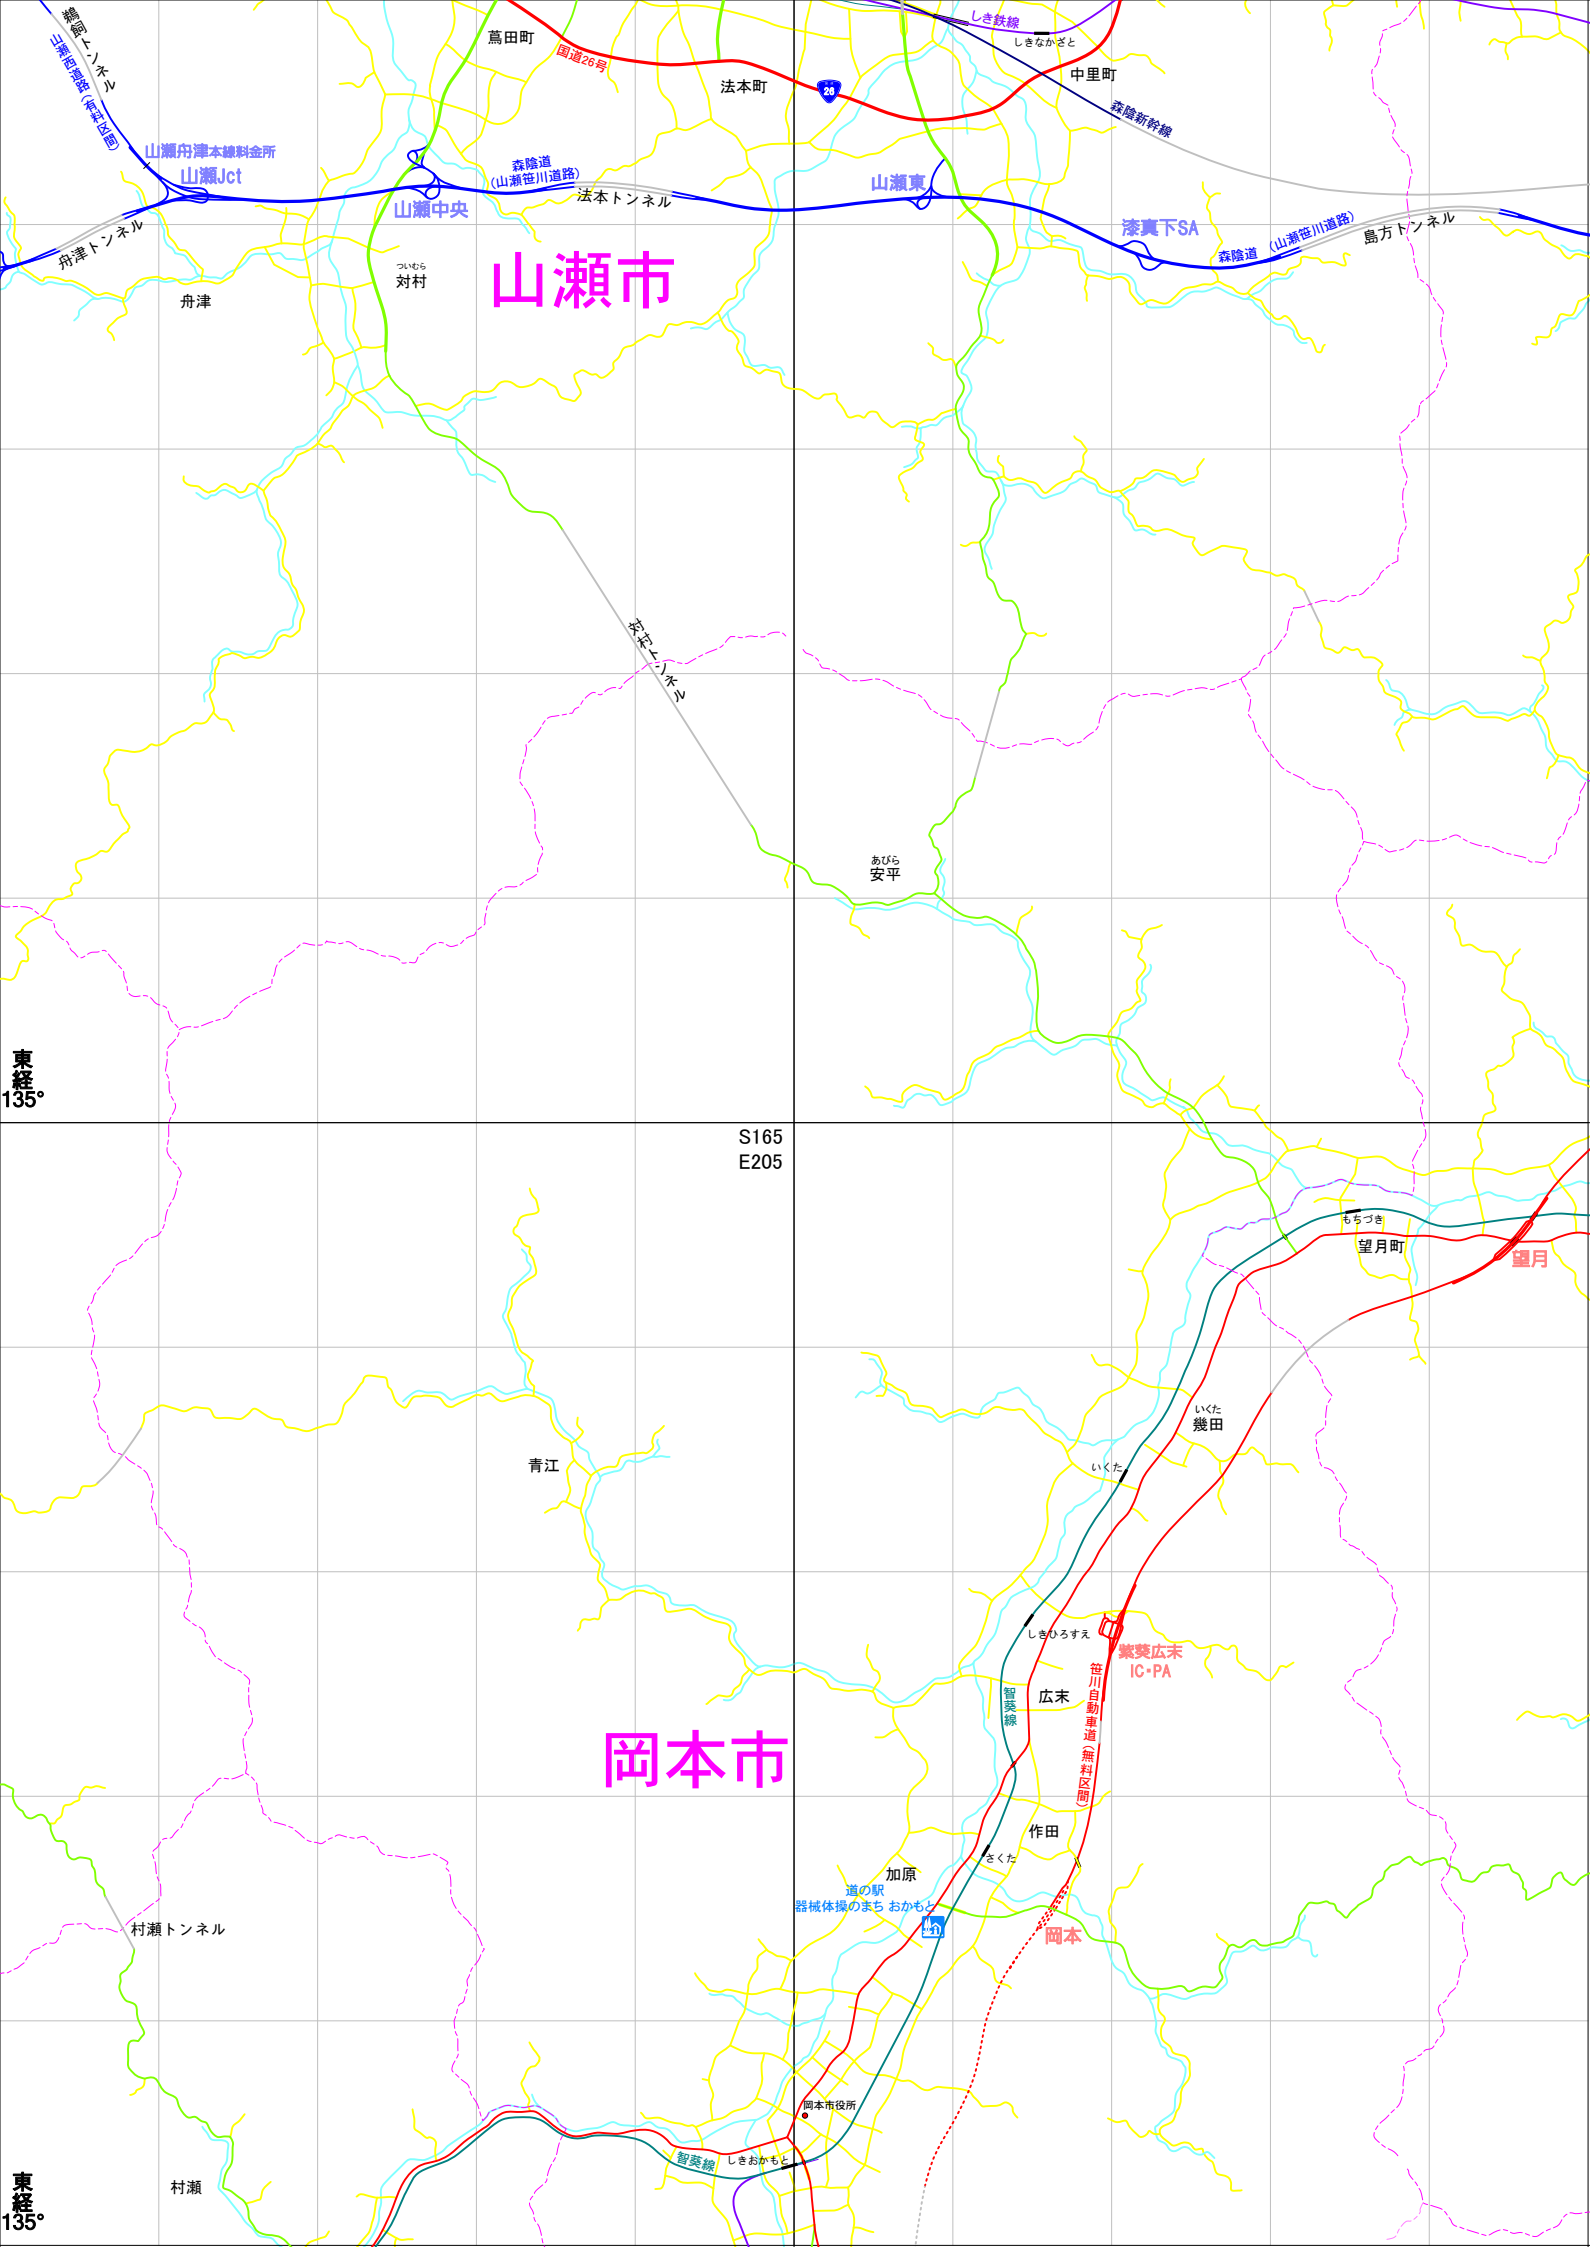 鵜飼トンネル
山瀬西道路（有料区間）
蔦田町
国道26号
法本町
26
しき鉄線
しきなかざと
中里町
森陰新幹線
山瀬舟津本線料金所
山瀬Jct
森陰道
（山瀬笹川道路）
法本トンネル
山瀬中央
山瀬東
漆真下SA
森陰道 （山瀬笹川道路）
島方トンネル
舟津トンネル
舟津
ついむら
対村
山瀬市
対村トンネル
あびら
安平
東経
135°
S165
E205
もちづき
望月町
望月
いくた
幾田
いくた
青江
しきひろすえ
紫葵広末
IC・PA
智葵線
広末
笹川自動車道（無料区間）
岡本市
作田
さくた
加原
道の駅
器械体操のまち おかもと
岡本
村瀬トンネル
岡本市役所
智葵線
しきおかもと
村瀬
東経
135°